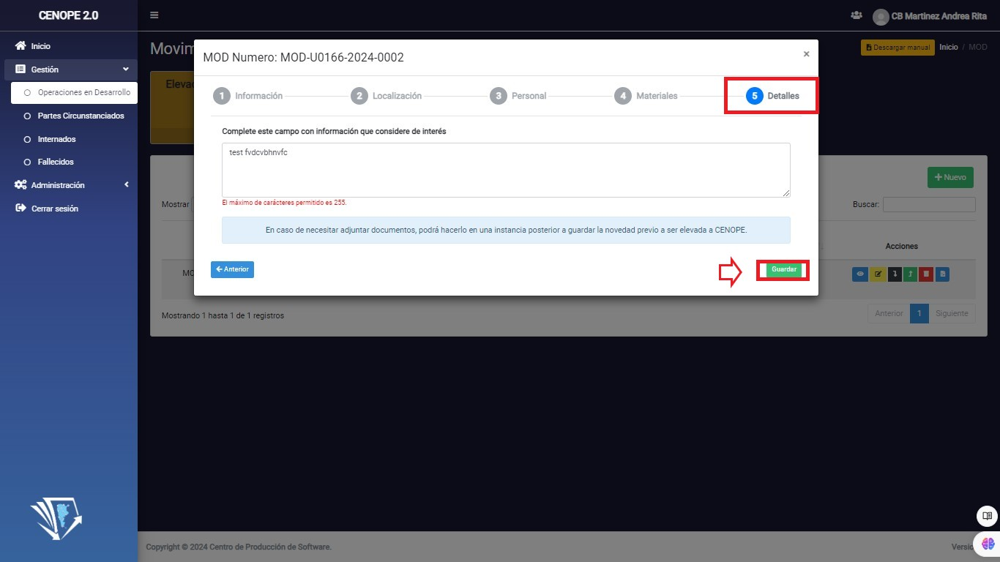 CENOPE 2.0
CB Martinez Andrea Rita
Inicio
Gestión
Operaciones en Desarrollo
Partes Circunstanciados
Internados
Fallecidos
Administración
Cerrar sesión
Descargar manual
Inicio / MOD
MOD Numero: MOD-U0166-2024-0002
×
1 Información
2 Localización
3 Personal
4 Materiales
5 Detalles
Complete este campo con información que considere de interés
test fvdcvbhnvfc
El máximo de carácteres permitido es 255.
En caso de necesitar adjuntar documentos, podrá hacerlo en una instancia posterior a guardar la novedad previo a ser elevada a CENOPE.
Anterior
Guardar
Nuevo
Mostrar
Buscar:
Acciones
Mostrando 1 hasta 1 de 1 registros
Anterior 1 Siguiente
Copyright © 2024 Centro de Producción de Software.